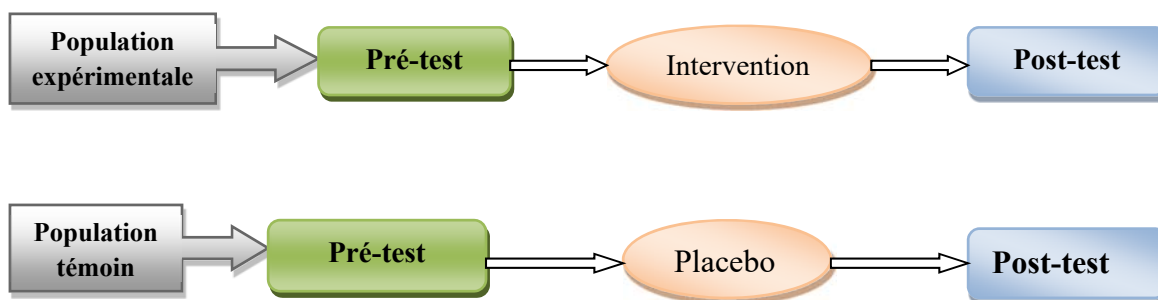 Population
expérimentale
Pré-test
Intervention
Post-test
Population
témoin
Pré-test
Placebo
Post-test